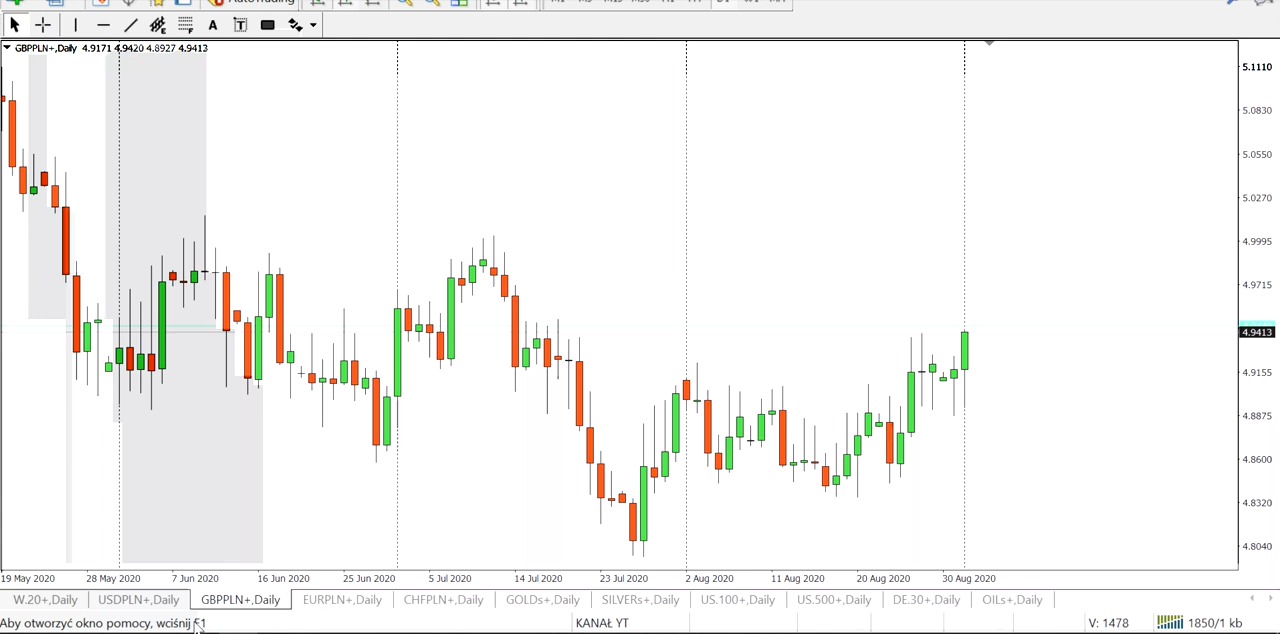 AutoTrading
A T
GBPPLN+,Daily 4.9171 4.9420 4.8927 4.9413
5.1110
5.0830
5.0550
5.0270
4.9995
4.9715
4.9413
4.9155
4.8875
4.8600
4.8320
4.8040
19 May 2020 28 May 2020 7 Jun 2020 16 Jun 2020 25 Jun 2020 5 Jul 2020 14 Jul 2020 23 Jul 2020 2 Aug 2020 11 Aug 2020 20 Aug 2020 30 Aug 2020
W.20+,Daily USDPLN+,Daily GBPPLN+,Daily EURPLN+,Daily CHFPLN+,Daily GOLDs+,Daily SILVERs+,Daily US.100+,Daily US.500+,Daily DE.30+,Daily OILs+,Daily
Aby otworzyć okno pomocy, wciśnij F1 KANAŁ YT V: 1478 1850/1 kb